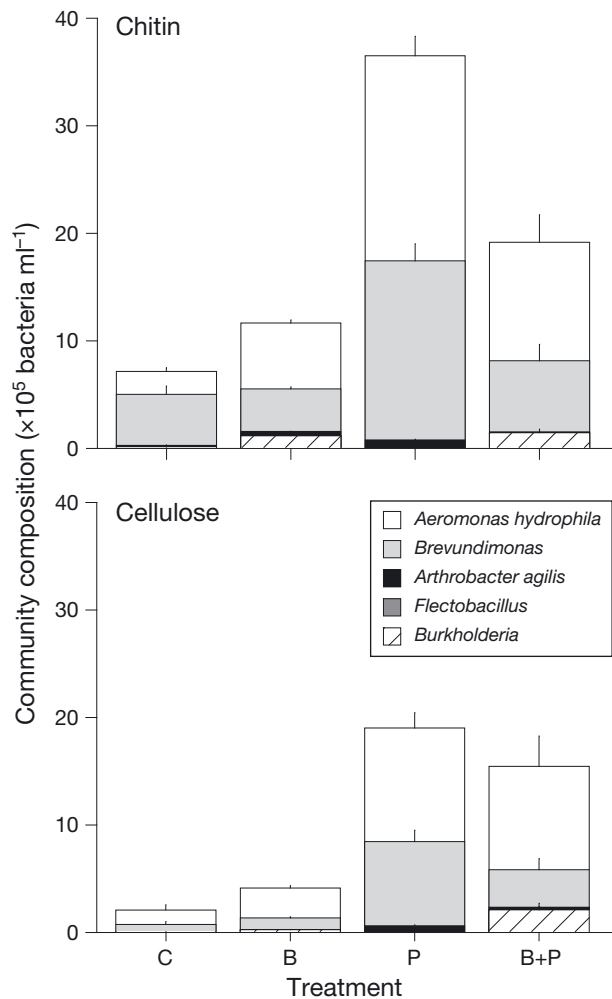 Community composition (×10⁵ bacteria ml⁻¹)
Chitin
40
30
20
10
0
Cellulose
40
30
20
10
0
Aeromonas hydrophila
Brevundimonas
Arthrobacter agilis
Flectobacillus
Burkholderia
C B P B+P
Treatment